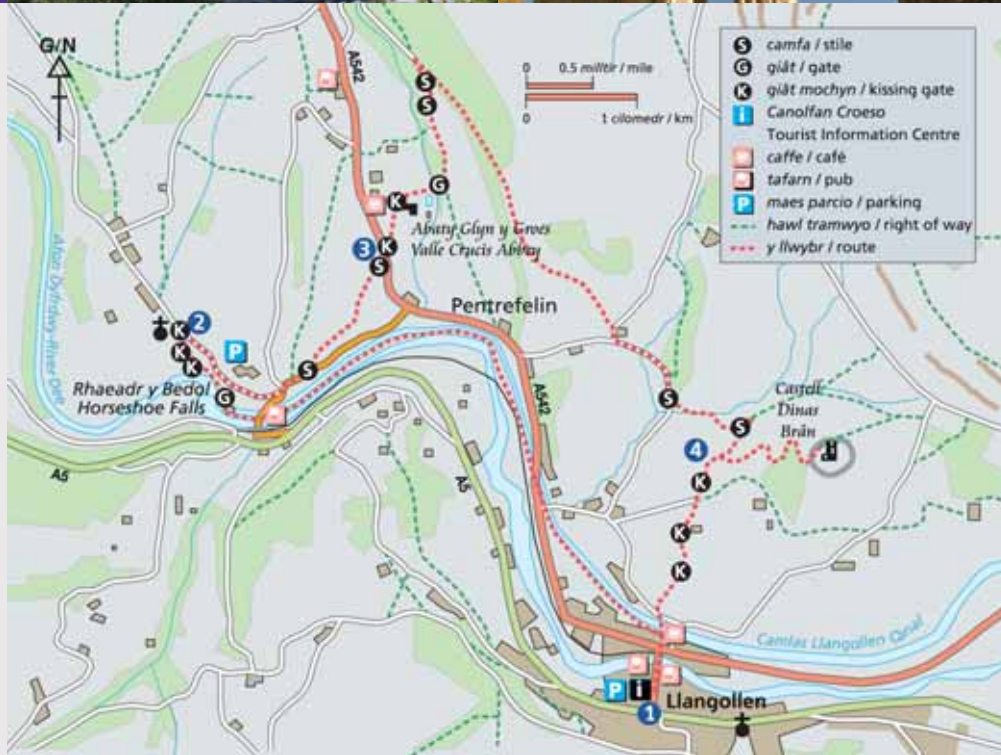 G/N
A542
0 0.5 milltir / mile
0 1 cilomedr / km
S camfa / stile
G giât / gate
K giât mochyn / kissing gate
i Canolfan Croeso
Tourist Information Centre
caffe / café
tafarn / pub
P maes parcio / parking
hawl tramwyo / right of way
y llwybr / route
S
S
G
K
Abaty Glyn y Groes
Valle Crucis Abbey
3 K
S
Afon Dyfrdwy-River Dee
Pentrefelin
K 2
K
K
P
S
Rhaeadr y Bedol
Horseshoe Falls
G
A542
S
Castell
Dinas
Brân
S
4
K
A5
A5
K
K
Camlas Llangollen Canal
P i
Llangollen
1